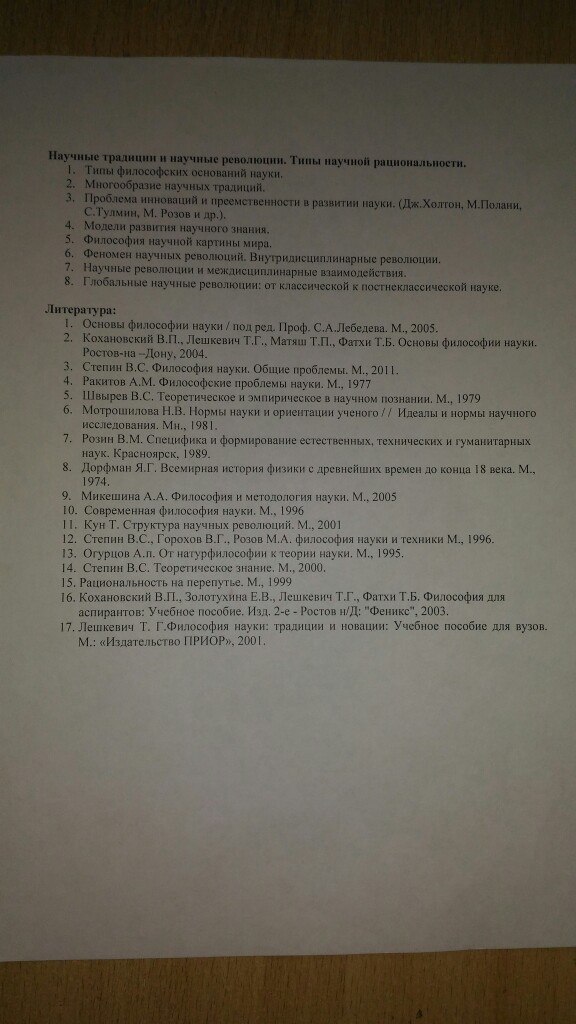 Научные традиции и научные революции. Типы научной рациональности.
1. Типы философских оснований науки.
2. Многообразие научных традиций.
3. Проблема инноваций и преемственности в развитии науки. (Дж.Холтон, М.Полани,
С.Тулмин, М. Розов и др.).
4. Модели развития научного знания.
5. Философия научной картины мира.
6. Феномен научных революций. Внутридисциплинарные революции.
7. Научные революции и междисциплинарные взаимодействия.
8. Глобальные научные революции: от классической к постнеклассической науке.
Литература:
1. Основы философии науки / под ред. Проф. С.А.Лебедева. М., 2005.
2. Кохановский В.П., Лешкевич Т.Г., Матяш Т.П., Фатхи Т.Б. Основы философии науки.
Ростов-на –Дону, 2004.
3. Степин В.С. Философия науки. Общие проблемы. М., 2011.
4. Ракитов А.М. Философские проблемы науки. М., 1977
5. Швырев В.С. Теоретическое и эмпирическое в научном познании. М., 1979
6. Мотрошилова Н.В. Нормы науки и ориентации ученого / / Идеалы и нормы научного
исследования. Мн., 1981.
7. Розин В.М. Специфика и формирование естественных, технических и гуманитарных
наук. Красноярск, 1989.
8. Дорфман Я.Г. Всемирная история физики с древнейших времен до конца 18 века. М.,
1974.
9. Микешина А.А. Философия и методология науки. М., 2005
10. Современная философия науки. М., 1996
11. Кун Т. Структура научных революций. М., 2001
12. Степин В.С., Горохов В.Г., Розов М.А. философия науки и техники М., 1996.
13. Огурцов А.п. От натурфилософии к теории науки. М., 1995.
14. Степин В.С. Теоретическое знание. М., 2000.
15. Рациональность на перепутье. М., 1999
16. Кохановский В.П., Золотухина Е.В., Лешкевич Т.Г., Фатхи Т.Б. Философия для
аспирантов: Учебное пособие. Изд. 2-е - Ростов н/Д: "Феникс", 2003.
17. Лешкевич Т. Г.Философия науки: традиции и новации: Учебное пособие для вузов.
М.: «Издательство ПРИОР», 2001.